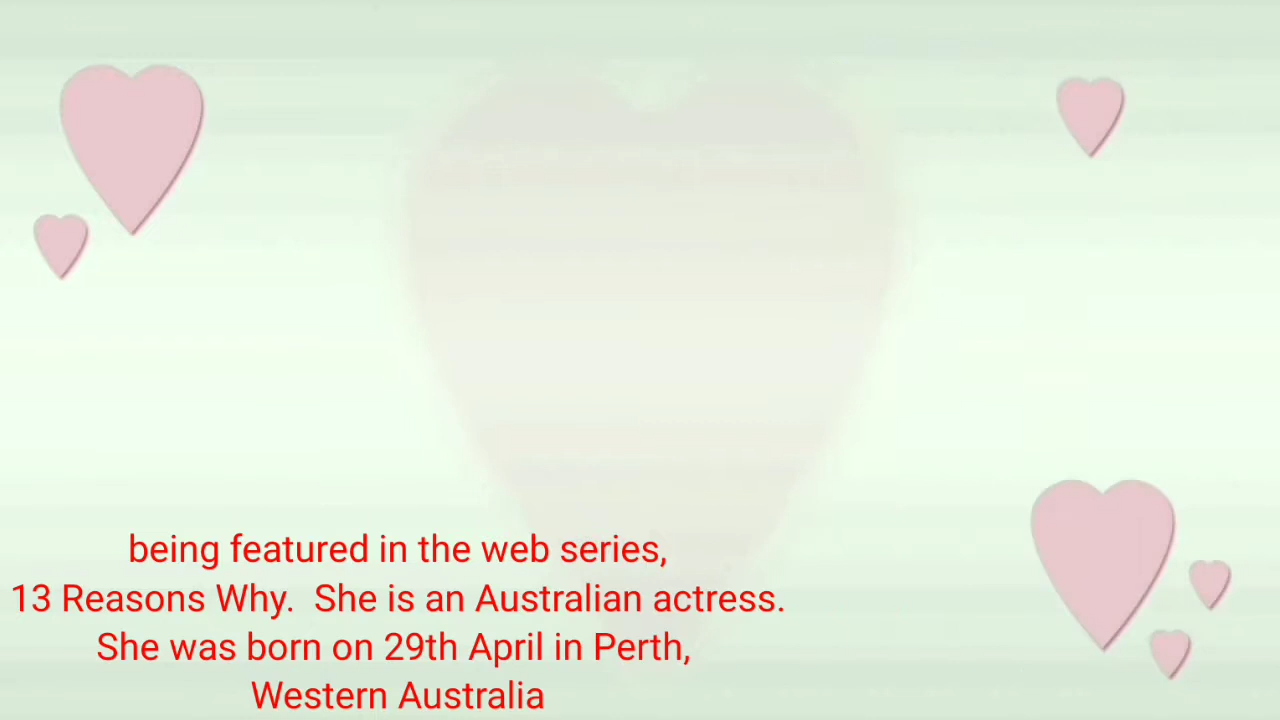 being featured in the web series,
13 Reasons Why.  She is an Australian actress.
She was born on 29th April in Perth,
Western Australia